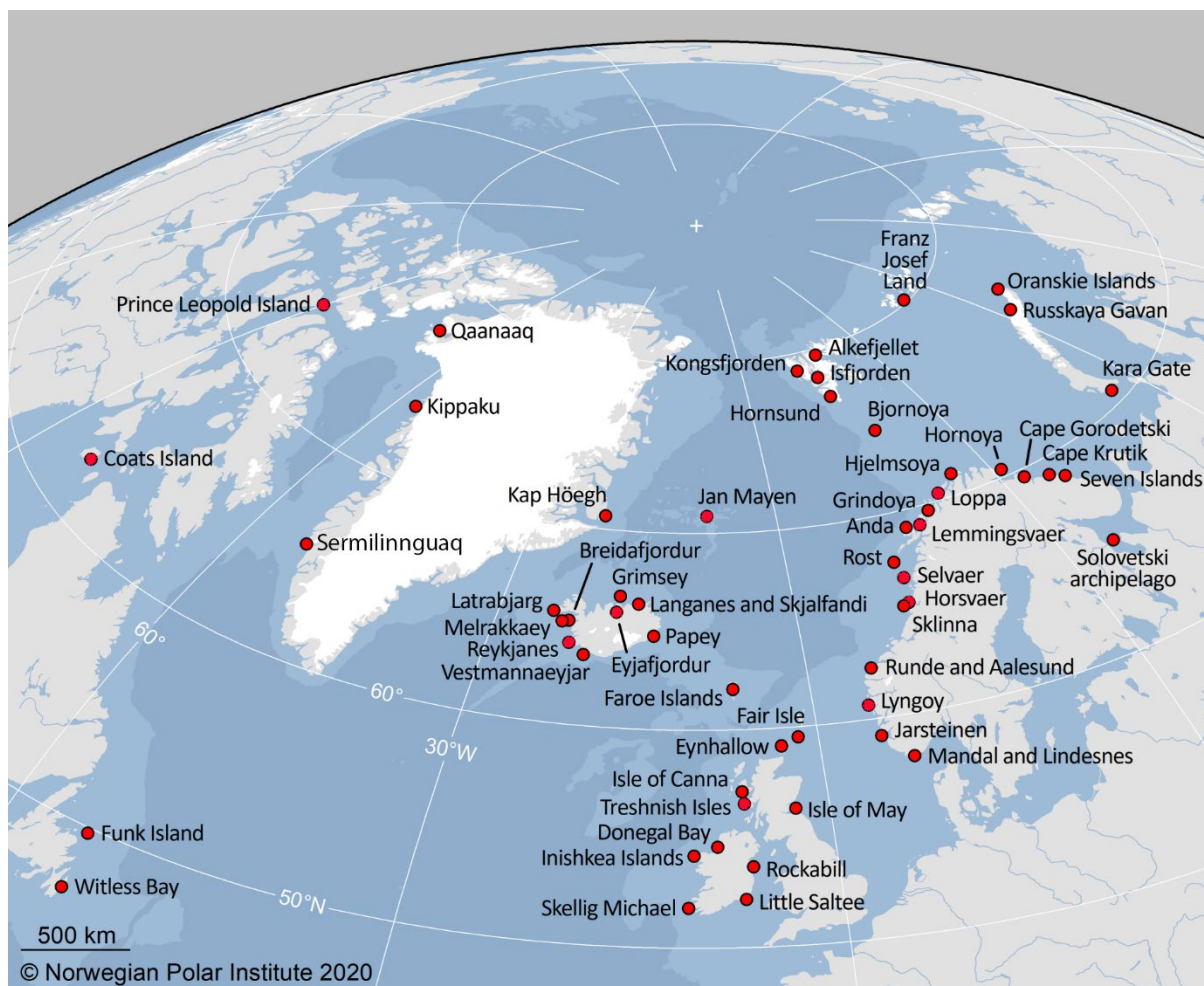 Franz
Josef
Land
Oranskie Islands
Russkaya Gavan
Prince Leopold Island
Qaanaaq
Alkefjellet
Kongsfjorden
Isfjorden
Kara Gate
Hornsund
Kippaku
Bjornoya
Cape Gorodetski
Hornoya
Cape Krutik
Coats Island
Hjelmsoya
Seven Islands
Kap Höegh
Jan Mayen
Loppa
Grindoya
Anda
Lemmingsvaer
Sermilinnguaq
Breidafjordur
Rost
Solovetski
archipelago
Grimsey
Selvaer
Latrabjarg
Langanes and Skjalfandi
Horsvaer
Melrakkaey
Sklinna
60°
Papey
Reykjanes
Eyjafjordur
Vestmannaeyjar
Runde and Aalesund
60°
Faroe Islands
Lyngoy
Fair Isle
30°W
Eynhallow
Jarsteinen
Mandal and Lindesnes
Isle of Canna
Treshnish Isles
Isle of May
Funk Island
Donegal Bay
Inishkea Islands
Rockabill
Witless Bay
50°N
Skellig Michael
Little Saltee
500 km
© Norwegian Polar Institute 2020